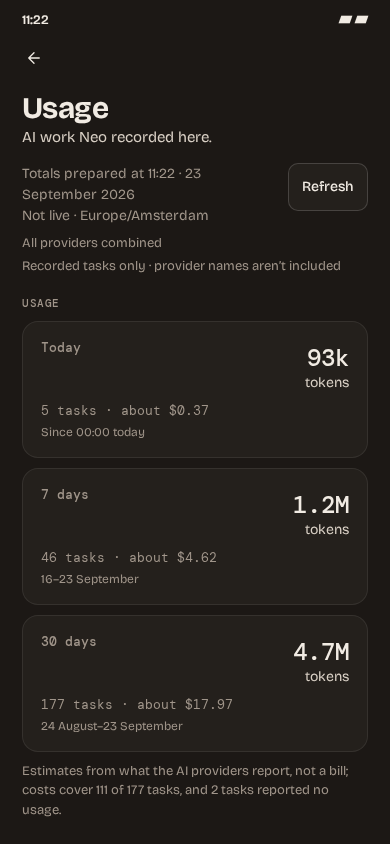 11:22
Usage
AI work Neo recorded here.
Totals prepared at 11:22 · 23
September 2026
Not live · Europe/Amsterdam
Refresh
All providers combined
Recorded tasks only · provider names aren't included
USAGE
Today
93k
tokens
5 tasks · about $0.37
Since 00:00 today
7 days
1.2M
tokens
46 tasks · about $4.62
16–23 September
30 days
4.7M
tokens
177 tasks · about $17.97
24 August–23 September
Estimates from what the AI providers report, not a bill;
costs cover 111 of 177 tasks, and 2 tasks reported no
usage.